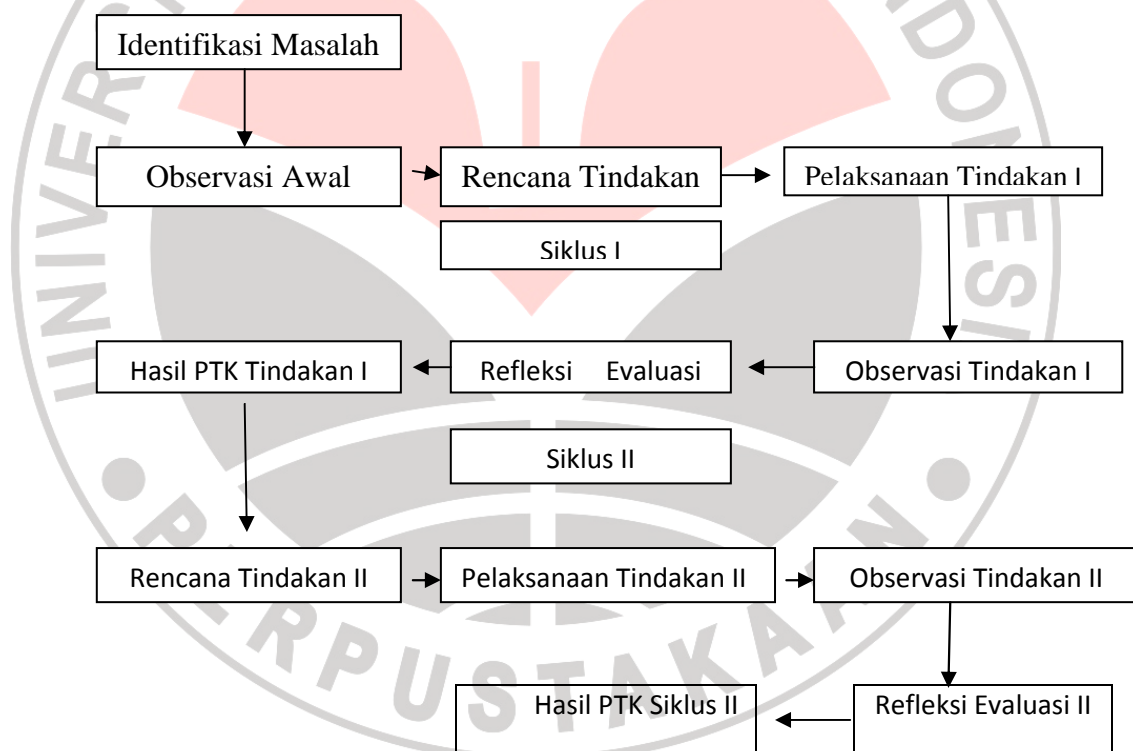 Identifikasi Masalah
Observasi Awal
Rencana Tindakan
Pelaksanaan Tindakan I
Siklus I
Hasil PTK Tindakan I
Refleksi Evaluasi
Observasi Tindakan I
Siklus II
Rencana Tindakan II
Pelaksanaan Tindakan II
Observasi Tindakan II
Hasil PTK Siklus II
Refleksi Evaluasi II
PERPUSTAKAAN